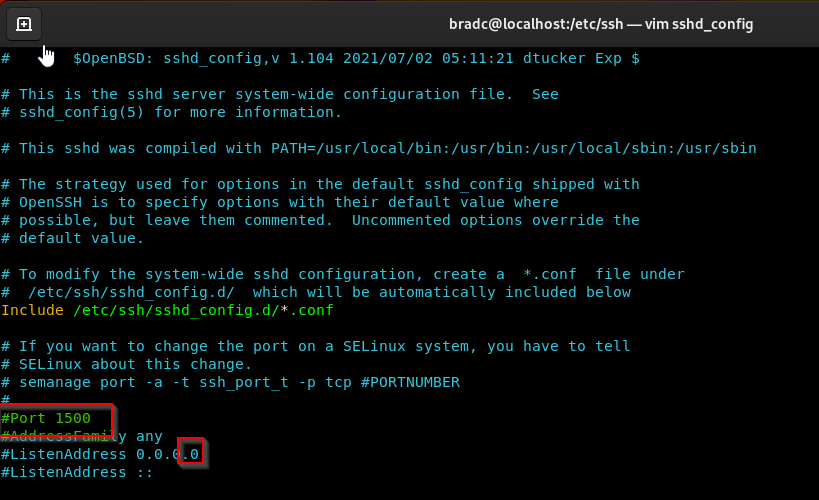 bradc@localhost:/etc/ssh — vim sshd_config
#       $OpenBSD: sshd_config,v 1.104 2021/07/02 05:11:21 dtucker Exp $
# This is the sshd server system-wide configuration file.  See
# sshd_config(5) for more information.
# This sshd was compiled with PATH=/usr/local/bin:/usr/bin:/usr/local/sbin:/usr/sbin
# The strategy used for options in the default sshd_config shipped with
# OpenSSH is to specify options with their default value where
# possible, but leave them commented.  Uncommented options override the
# default value.
# To modify the system-wide sshd configuration, create a  *.conf  file under
#  /etc/ssh/sshd_config.d/  which will be automatically included below
Include /etc/ssh/sshd_config.d/*.conf
# If you want to change the port on a SELinux system, you have to tell
# SELinux about this change.
# semanage port -a -t ssh_port_t -p tcp #PORTNUMBER
#
#Port 1500
#AddressFamily any
#ListenAddress 0.0.0.0
#ListenAddress ::